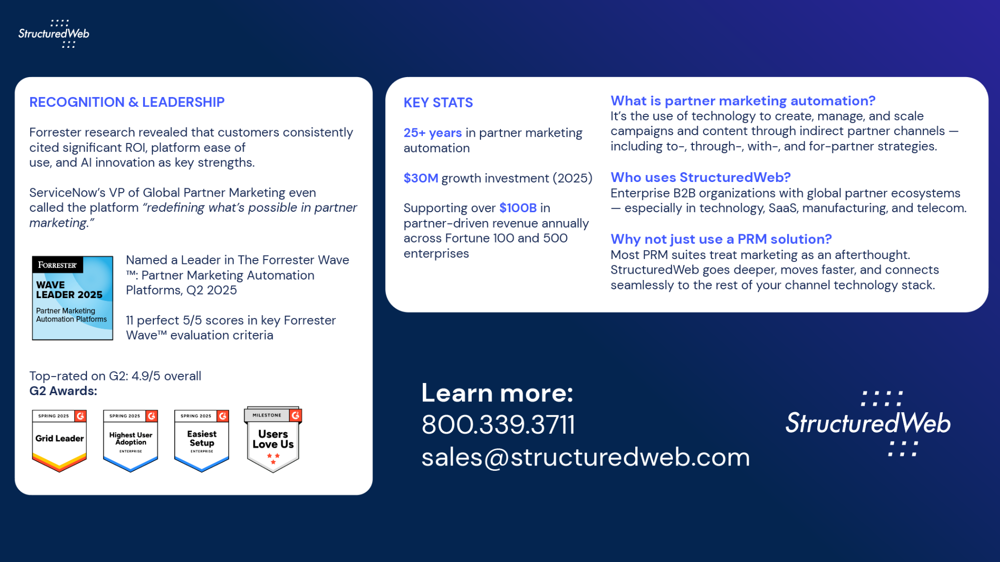 StructuredWeb
RECOGNITION & LEADERSHIP
Forrester research revealed that customers consistently
cited significant ROI, platform ease of
use, and AI innovation as key strengths.
ServiceNow’s VP of Global Partner Marketing even
called the platform “redefining what’s possible in partner
marketing.”
FORRESTER®
WAVE
LEADER 2025
Partner Marketing
Automation Platforms
Named a Leader in The Forrester Wave
™: Partner Marketing Automation
Platforms, Q2 2025
11 perfect 5/5 scores in key Forrester
Wave™ evaluation criteria
Top-rated on G2: 4.9/5 overall
G2 Awards:
SPRING 2025
Grid Leader
SPRING 2025
Highest User
Adoption
ENTERPRISE
SPRING 2025
Easiest
Setup
ENTERPRISE
MILESTONE
Users
Love Us
KEY STATS
25+ years in partner marketing
automation
$30M growth investment (2025)
Supporting over $100B in
partner-driven revenue annually
across Fortune 100 and 500
enterprises
What is partner marketing automation?
It’s the use of technology to create, manage, and scale
campaigns and content through indirect partner channels —
including to-, through-, with-, and for-partner strategies.
Who uses StructuredWeb?
Enterprise B2B organizations with global partner ecosystems
— especially in technology, SaaS, manufacturing, and telecom.
Why not just use a PRM solution?
Most PRM suites treat marketing as an afterthought.
StructuredWeb goes deeper, moves faster, and connects
seamlessly to the rest of your channel technology stack.
Learn more:
800.339.3711
sales@structuredweb.com
StructuredWeb